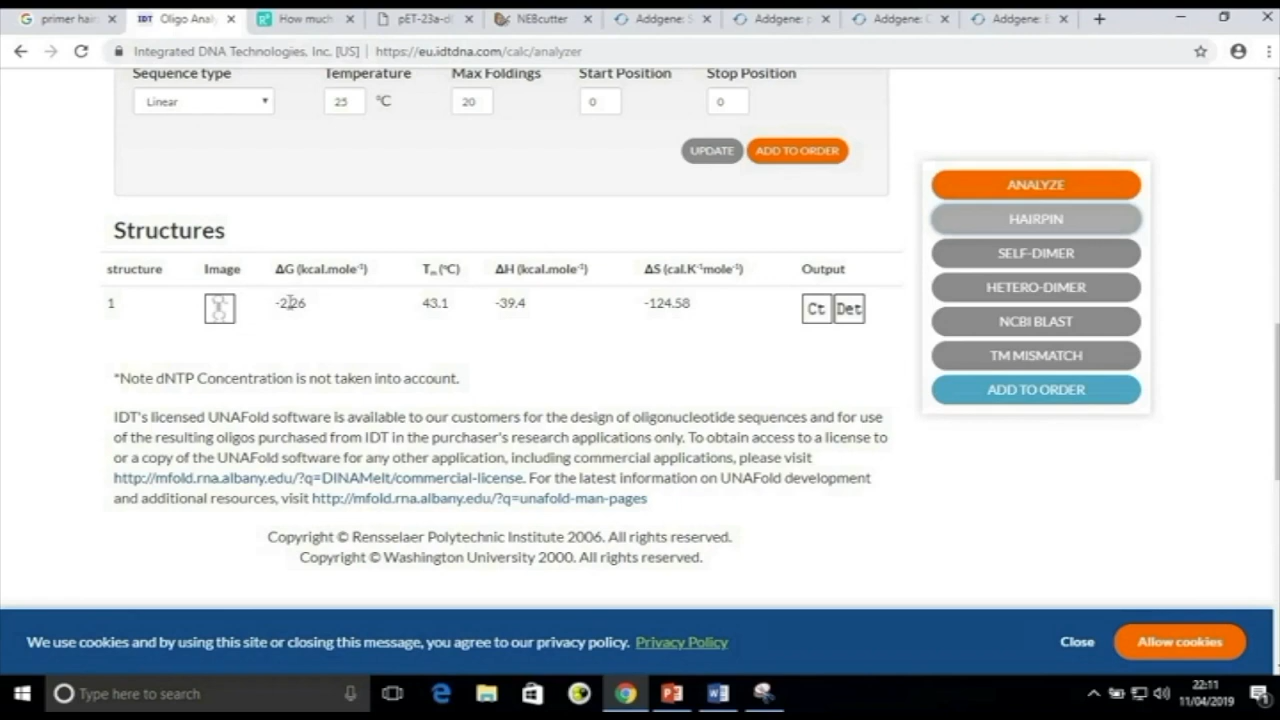 primer hair
IDT Oligo Anal
How much
pET-23a-d(
NEBcutter
Addgene: S
Addgene: p
Addgene: C
Addgene: E
Integrated DNA Technologies, Inc. [US] | https://eu.idtdna.com/calc/analyzer
Sequence type Temperature Max Foldings Start Position Stop Position
Linear 25 °C 20 0 0
UPDATE ADD TO ORDER
ANALYZE
HAIRPIN
SELF-DIMER
HETERO-DIMER
NCBI BLAST
TM MISMATCH
ADD TO ORDER
Structures
structure Image ΔG (kcal.mole⁻¹) Tₘ (°C) ΔH (kcal.mole⁻¹) ΔS (cal.K⁻¹mole⁻¹) Output
1 -2.26 43.1 -39.4 -124.58 Ct Det
*Note dNTP Concentration is not taken into account.
IDT's licensed UNAFold software is available to our customers for the design of oligonucleotide sequences and for use
of the resulting oligos purchased from IDT in the purchaser's research applications only. To obtain access to a license to
or a copy of the UNAFold software for any other application, including commercial applications, please visit
http://mfold.rna.albany.edu/?q=DINAMelt/commercial-license. For the latest information on UNAFold development
and additional resources, visit http://mfold.rna.albany.edu/?q=unafold-man-pages
Copyright © Rensselaer Polytechnic Institute 2006. All rights reserved.
Copyright © Washington University 2000. All rights reserved.
We use cookies and by using this site or closing this message, you agree to our privacy policy. Privacy Policy Close Allow cookies
Type here to search
22:11
11/04/2019